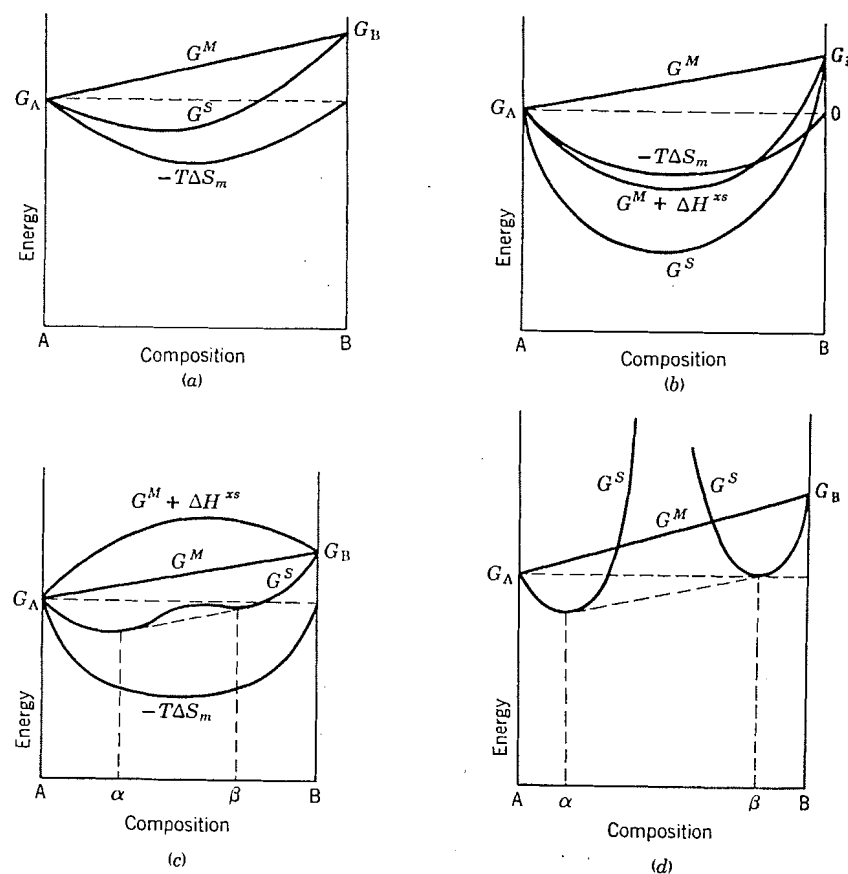 G_B
G^M
G_A
G^S
−TΔS_m
Energy
A
B
Composition
(a)
G^M
G_A
0
−TΔS_m
G^M + ΔH^xs
G^S
Energy
A
B
Composition
(b)
G^M + ΔH^xs
G^M
G_B
G^S
G_A
−TΔS_m
Energy
A
α
β
B
Composition
(c)
G^S
G^S
G^M
G_B
G_A
Energy
A
α
β
B
Composition
(d)